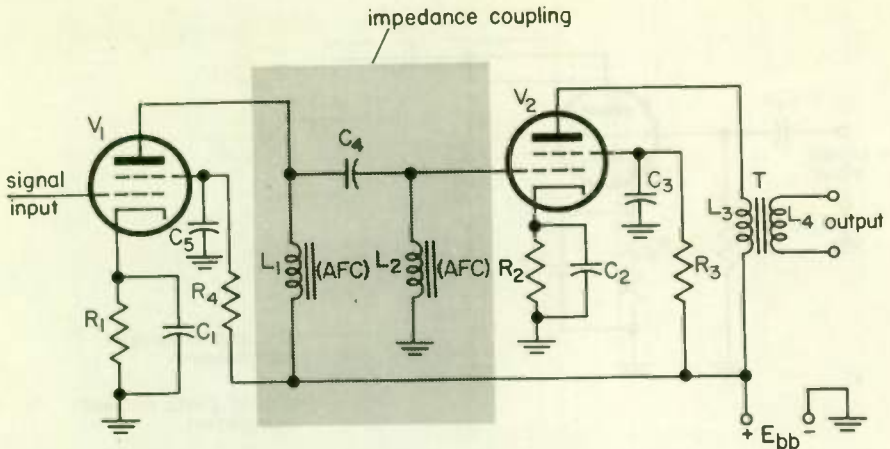 impedance coupling
V₁
signal input
C₅
R₄
R₁
C₁
L₁
(AFC)
C₄
L₂
(AFC)
V₂
C₃
R₂
C₂
R₃
L₃
T
L₄
output
+ E_bb -